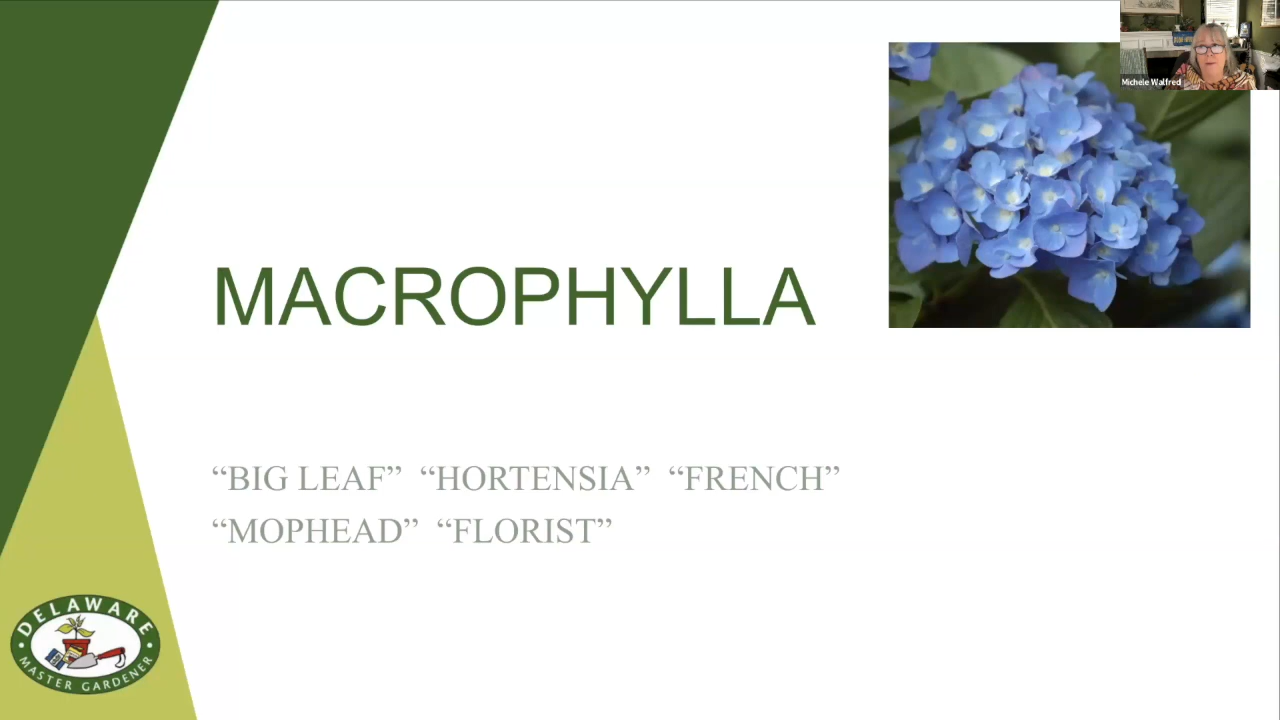 Michele Walfred
MACROPHYLLA
“BIG LEAF” “HORTENSIA” “FRENCH”
“MOPHEAD” “FLORIST”
DELAWARE
MASTER GARDENER